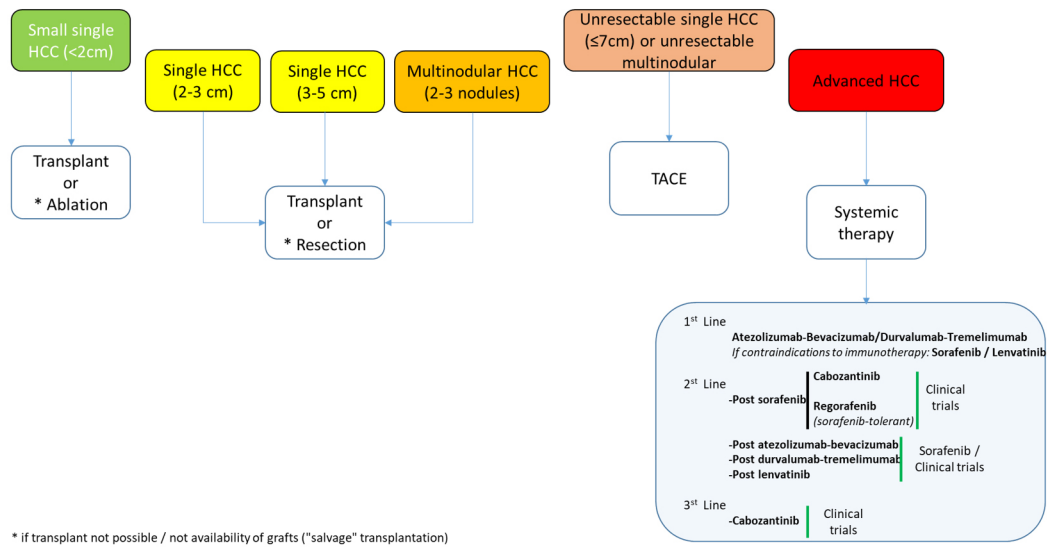 Small single
HCC (<2cm)
Single HCC
(2-3 cm)
Single HCC
(3-5 cm)
Multinodular HCC
(2-3 nodules)
Unresectable single HCC
(≤7cm) or unresectable
multinodular
Advanced HCC
Transplant
or
* Ablation
Transplant
or
* Resection
TACE
Systemic
therapy
1st Line
Atezolizumab-Bevacizumab/Durvalumab-Tremelimumab
If contraindications to immunotherapy: Sorafenib / Lenvatinib
2nd Line
-Post sorafenib
Cabozantinib
Regorafenib
(sorafenib-tolerant)
Clinical
trials
-Post atezolizumab-bevacizumab
-Post durvalumab-tremelimumab
-Post lenvatinib
Sorafenib /
Clinical trials
3rd Line
-Cabozantinib
Clinical
trials
* if transplant not possible / not availability of grafts ("salvage" transplantation)